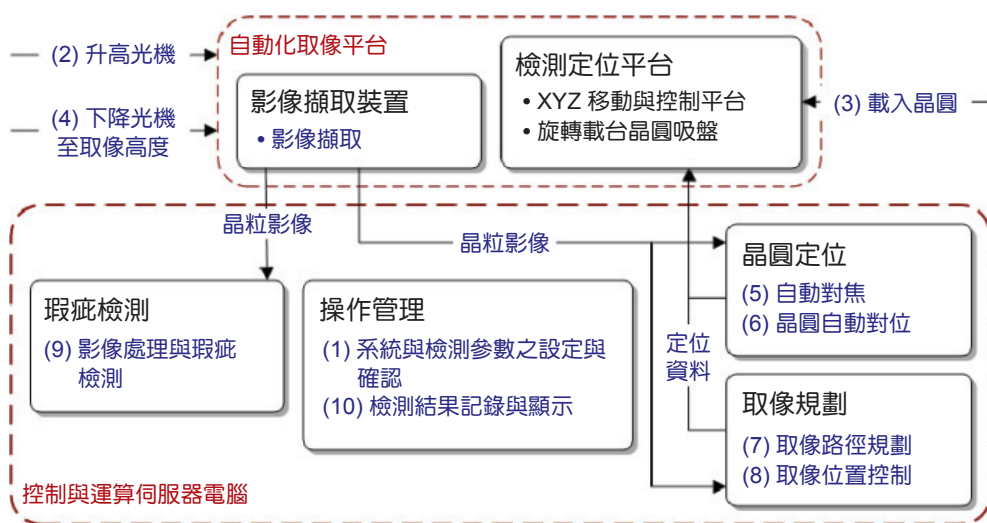 (2) 升高光機
(4) 下降光機
至取像高度
自動化取像平台
影像擷取裝置
• 影像擷取
檢測定位平台
• XYZ 移動與控制平台
• 旋轉載台晶圓吸盤
(3) 載入晶圓
晶粒影像
晶粒影像
瑕疵檢測
(9) 影像處理與瑕疵
檢測
操作管理
(1) 系統與檢測參數之設定與
確認
(10) 檢測結果記錄與顯示
定位
資料
晶圓定位
(5) 自動對焦
(6) 晶圓自動對位
取像規劃
(7) 取像路徑規劃
(8) 取像位置控制
控制與運算伺服器電腦